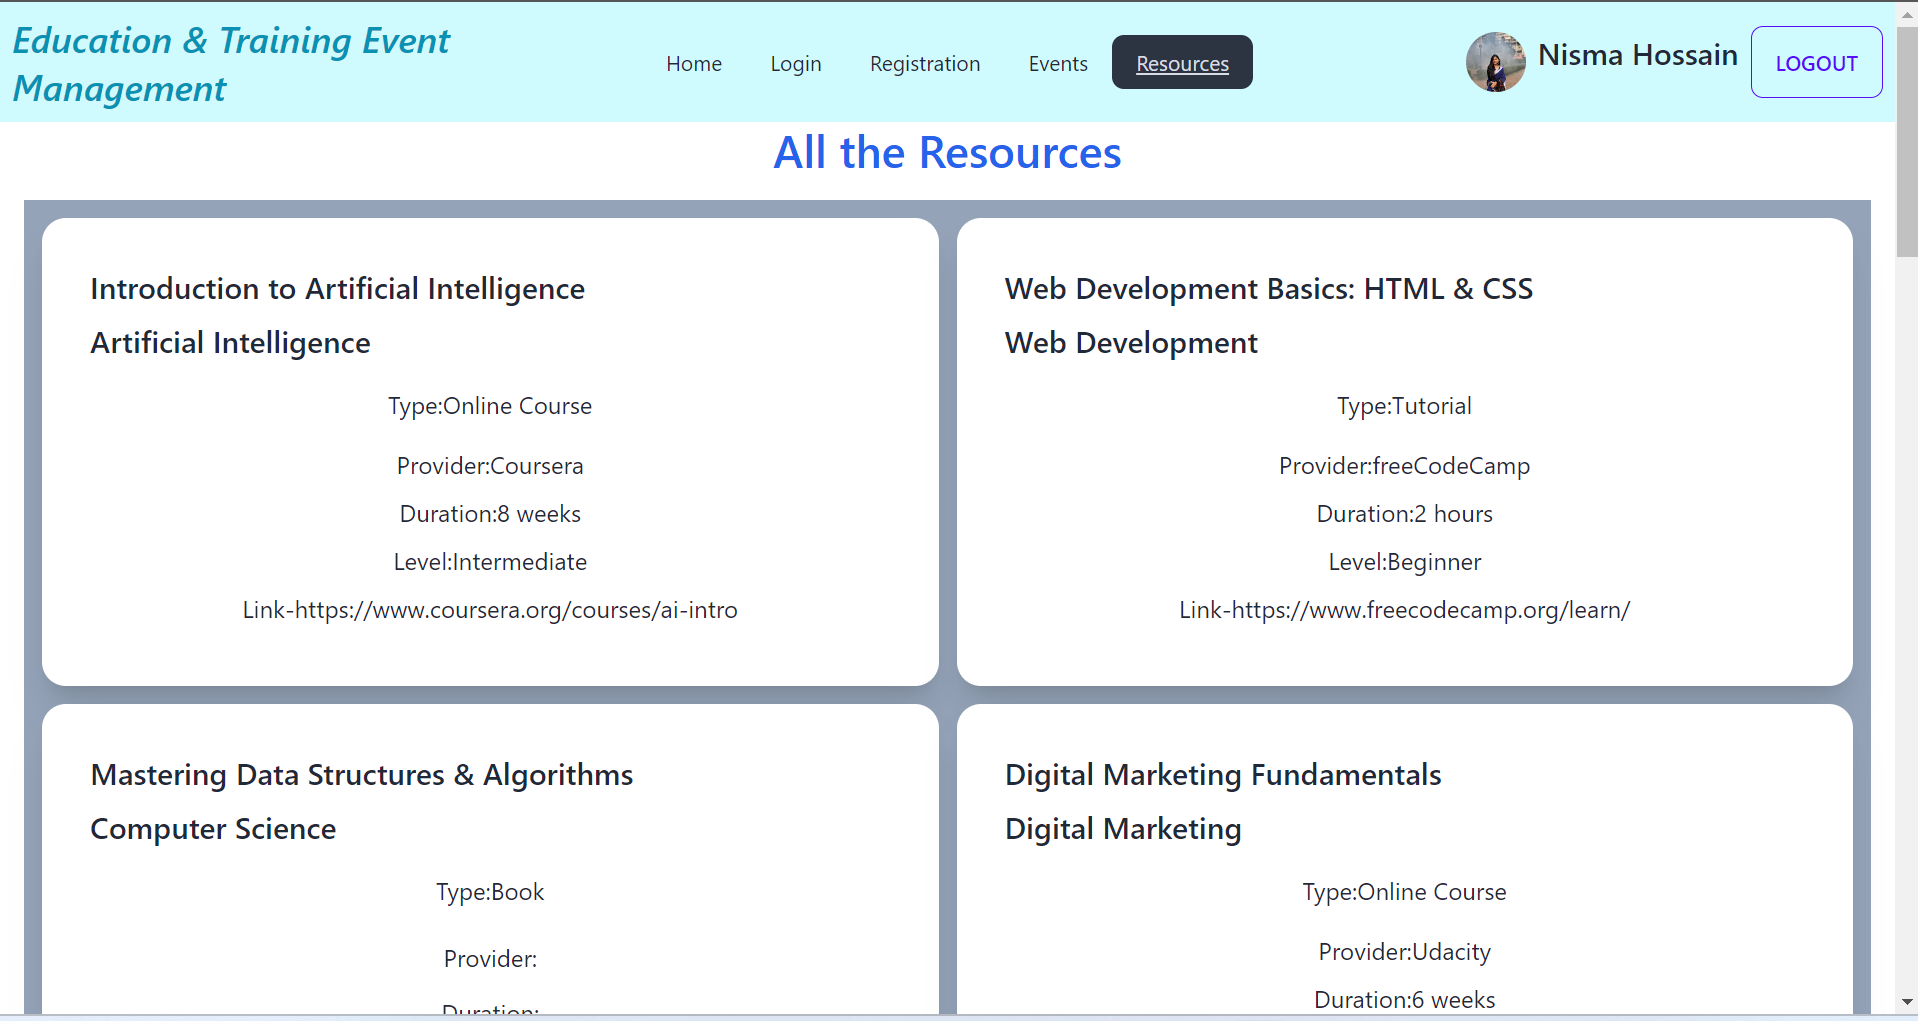 Education & Training Event
Management
Home
Login
Registration
Events
Resources
Nisma Hossain
LOGOUT
All the Resources
Introduction to Artificial Intelligence
Artificial Intelligence
Type:Online Course
Provider:Coursera
Duration:8 weeks
Level:Intermediate
Link-https://www.coursera.org/courses/ai-intro
Web Development Basics: HTML & CSS
Web Development
Type:Tutorial
Provider:freeCodeCamp
Duration:2 hours
Level:Beginner
Link-https://www.freecodecamp.org/learn/
Mastering Data Structures & Algorithms
Computer Science
Type:Book
Provider:
Duration:
Digital Marketing Fundamentals
Digital Marketing
Type:Online Course
Provider:Udacity
Duration:6 weeks